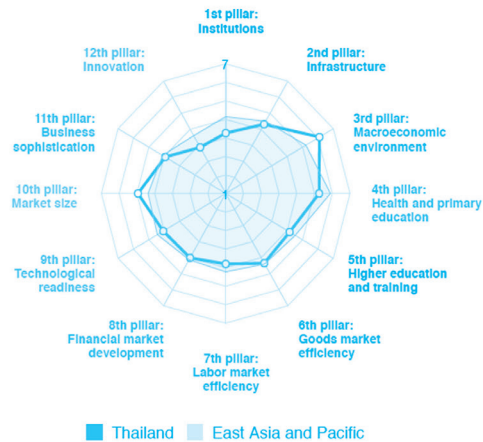 1st pillar:
Institutions
2nd pillar:
Infrastructure
3rd pillar:
Macroeconomic
environment
4th pillar:
Health and primary
education
5th pillar:
Higher education
and training
6th pillar:
Goods market
efficiency
7th pillar:
Labor market
efficiency
8th pillar:
Financial market
development
9th pillar:
Technological
readiness
10th pillar:
Market size
11th pillar:
Business
sophistication
12th pillar:
Innovation
7
1
Thailand
East Asia and Pacific